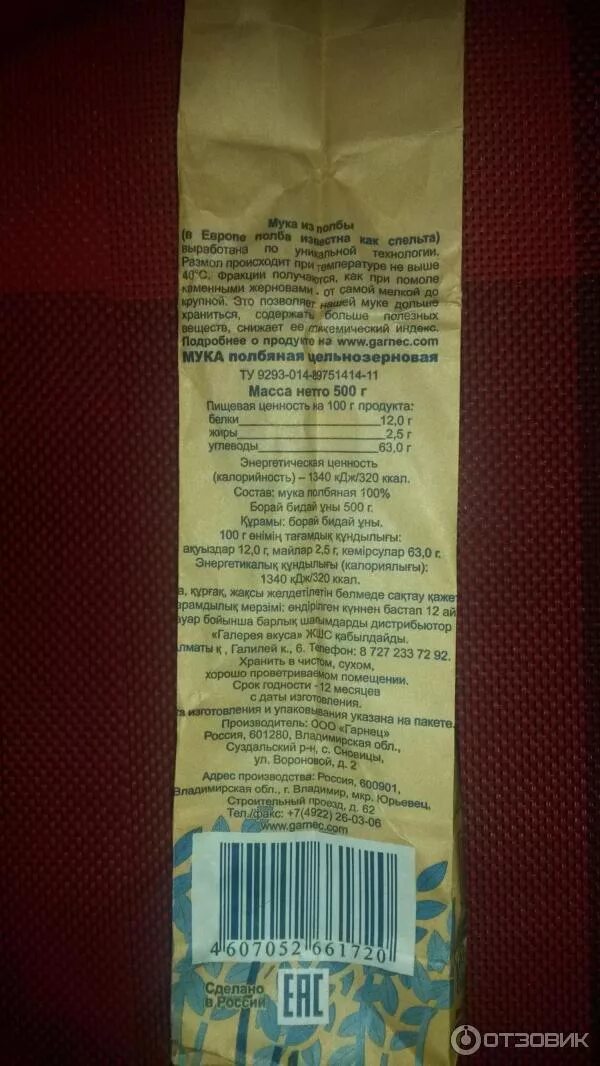 Мука из полбы
(в Европе полба известна как спельта)
выработана по уникальной технологии.
Размол происходит при температуре не выше
40°С. Фракции получаются, как при помоле
каменными жерновами - от самой мелкой до
крупной. Это позволяет нашей муке дольше
храниться, содержать больше полезных
веществ, снижает ее гликемический индекс.
Подробнее о продукте на www.garnec.com
МУКА полбяная цельнозерновая
ТУ 9293-014-89751414-11
Масса нетто 500 г
Пищевая ценность на 100 г продукта:
белки 12,0 г
жиры 2,5 г
углеводы 63,0 г
Энергетическая ценность
(калорийность) – 1340 кДж/320 ккал.
Состав: мука полбяная 100%
Борай бидай ұны 500 г.
Құрамы: борай бидай ұны.
100 г өнімің тағамдық құндылығы:
ақуыздар 12,0 г, майлар 2,5 г, көмірсулар 63,0 г.
Энергетикалық құндылығы (калориялығы):
1340 кДж/320 ккал.
а, құрғақ, жақсы желдетілетін бөлмеде сақтау қажет
арамдылық мерзімі: өндірілген күннен бастап 12 ай
ауар бойынша барлық шағымдарды дистрибьютор
«Галерея вкуса» ЖШС қабылдайды.
лматы қ., Галилей к., 6. Телефон: 8 727 233 72 92.
Хранить в чистом, сухом,
хорошо проветриваемом помещении.
Срок годности -12 месяцев
с даты изготовления.
та изготовления и упаковывания указана на пакете.
Производитель: ООО «Гарнец»
Россия, 601280, Владимирская обл.,
Суздальский р-н, с. Сновицы,
ул. Вороновой, д. 2
Адрес производства: Россия, 600901,
Владимирская обл., г. Владимир, мкр. Юрьевец,
Строительный проезд, д. 62
Тел./факс: +7(4922) 26-03-06
www.garnec.com
4 607052 661720
Сделано
в России
EAC
ОТЗОВИК